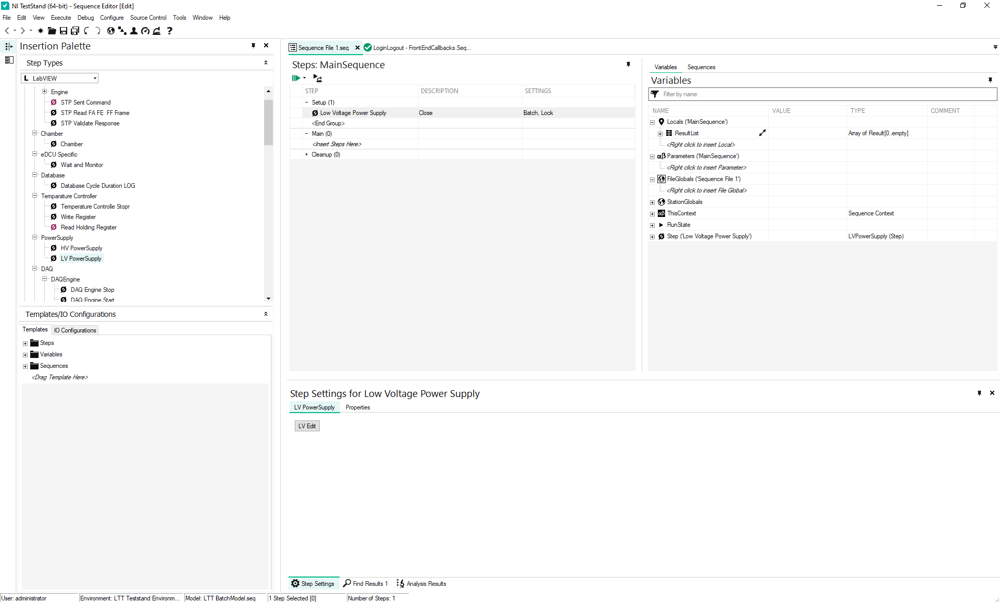 NI TestStand (64-bit) - Sequence Editor [Edit]
File Edit View Execute Debug Configure Source Control Tools Window Help
Insertion Palette
Step Types
L LabVIEW
Engine
STP Sent Command
STP Read FA FE FF Frame
STP Validate Response
Chamber
Chamber
eDCU Specific
Wait and Monitor
Database
Database Cycle Duration LOG
Temparature Controller
Temperature Controlle Stopr
Write Register
Read Holding Register
PowerSupply
HV PowerSupply
LV PowerSupply
DAQ
DAQEngine
DAQ Engine Stop
DAQ Engine Start
Templates/IO Configurations
Templates IO Configurations
Steps
Variables
Sequences
<Drag Template Here>
Sequence File 1.seq LoginLogout - FrontEndCallbacks.Seq...
Steps: MainSequence
STEP DESCRIPTION SETTINGS
Setup (1)
Low Voltage Power Supply Close Batch, Lock
<End Group>
Main (0)
<Insert Steps Here>
Cleanup (0)
Variables Sequences
Variables
Filter by name
NAME VALUE TYPE COMMENT
Locals ('MainSequence')
ResultList Array of Result[0..empty]
<Right click to insert Local>
αβ Parameters ('MainSequence')
<Right click to insert Parameter>
FileGlobals ('Sequence File 1')
<Right click to insert File Global>
StationGlobals
αβ ThisContext Sequence Context
RunState
Step ('Low Voltage Power Supply') LVPowerSupply (Step)
Step Settings for Low Voltage Power Supply
LV PowerSupply Properties
LV Edit
Step Settings Find Results 1 Analysis Results
User: administrator Environment: LTT Teststand Environm... Model: LTT BatchModel.seq 1 Step Selected [0] Number of Steps: 1